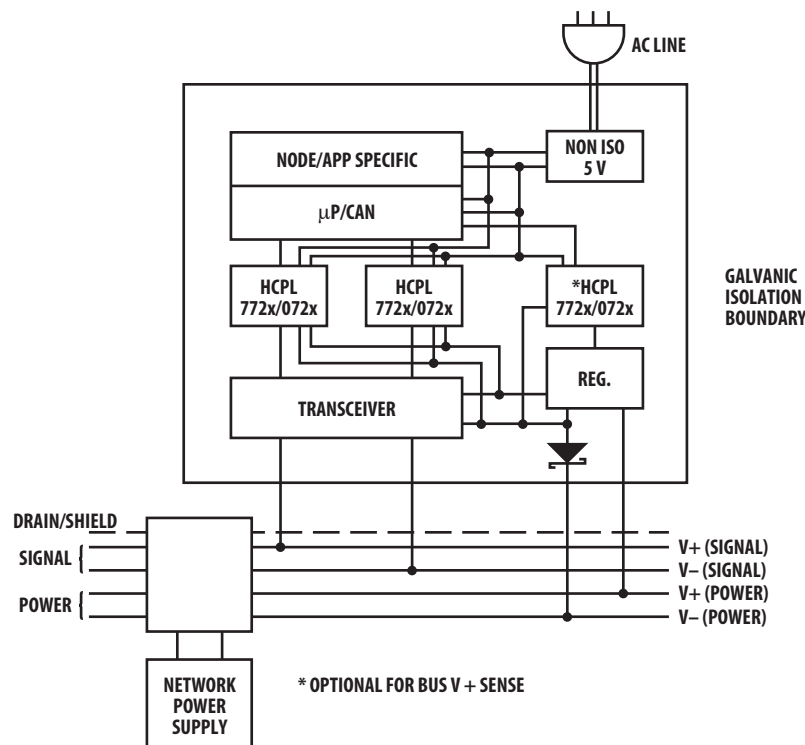 AC LINE
NODE/APP SPECIFIC
NON ISO
5 V
μP/CAN
HCPL
772x/072x
HCPL
772x/072x
*HCPL
772x/072x
GALVANIC
ISOLATION
BOUNDARY
TRANSCEIVER
REG.
DRAIN/SHIELD
SIGNAL {
POWER {
V+ (SIGNAL)
V– (SIGNAL)
V+ (POWER)
V– (POWER)
NETWORK
POWER
SUPPLY
* OPTIONAL FOR BUS V + SENSE